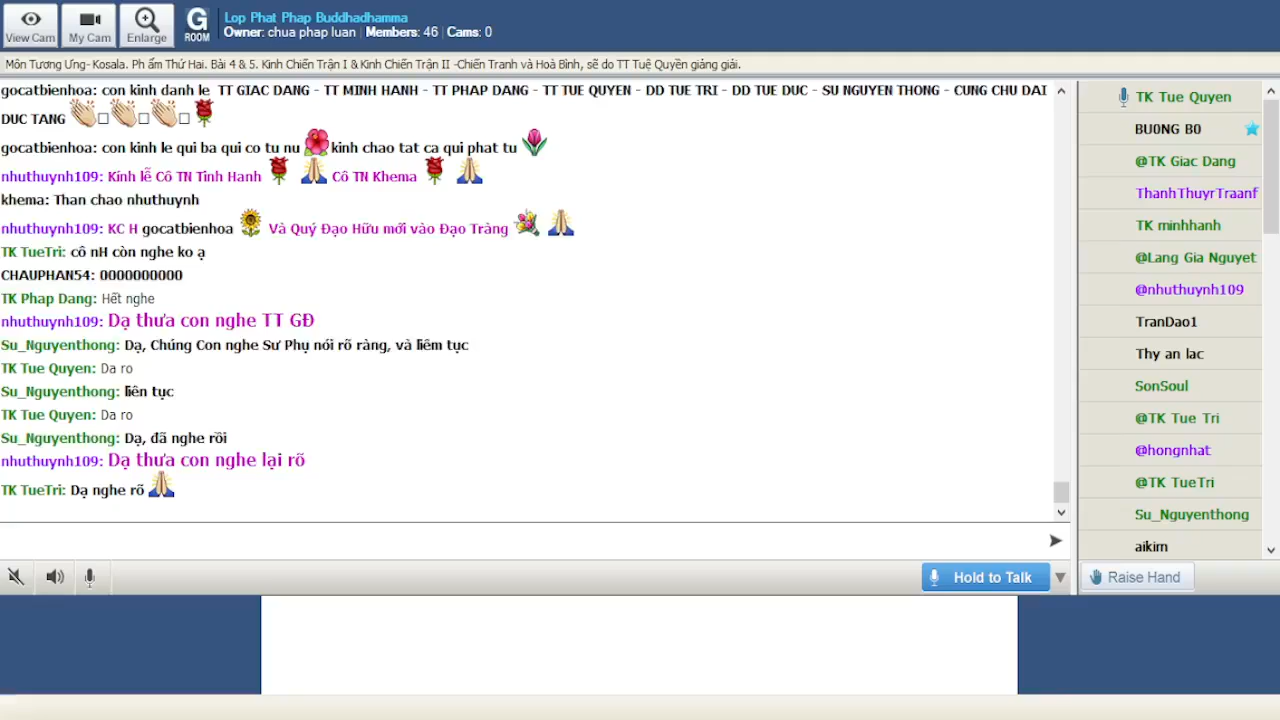 View Cam
My Cam
Enlarge
G
ROOM
Lop Phat Phap Buddhadhamma
Owner: chua phap luan | Members: 46 | Cams: 0
Môn Tương Ưng- Kosala. Ph ẩm Thứ Hai. Bài 4 & 5. Kinh Chiến Trận I & Kinh Chiến Trận II -Chiến Tranh và Hoà Bình, sẽ do TT Tuệ Quyền giảng giải.
gocatbienhoa: con kinh danh le TT GIAC DANG - TT MINH HANH - TT PHAP DANG - TT TUE QUYEN - DD TUE TRI - DD TUE DUC - SU NGUYEN THONG - CUNG CHU DAI
DUC TANG 👏□👏□👏□🌹
gocatbienhoa: con kinh le qui ba qui co tu nu 🌺kinh chao tat ca qui phat tu 🌷
nhuthuynh109: Kính lễ Cô TN Tinh Hanh 🌹 🙏 Cô TN Khema 🌹 🙏
khema: Than chao nhuthuynh
nhuthuynh109: KC H gocatbienhoa 🌻 Và Quý Đạo Hữu mới vào Đạo Tràng 💐 🙏
TK TueTri: cô nH còn nghe ko ạ
CHAUPHAN54: 0000000000
TK Phap Dang: Hết nghe
nhuthuynh109: Dạ thưa con nghe TT GĐ
Su_Nguyenthong: Dạ, Chúng Con nghe Sư Phụ nói rõ ràng, và liêm tục
TK Tue Quyen: Da ro
Su_Nguyenthong: liên tục
TK Tue Quyen: Da ro
Su_Nguyenthong: Dạ, đã nghe rồi
nhuthuynh109: Dạ thưa con nghe lại rõ
TK TueTri: Dạ nghe rõ 🙏
TK Tue Quyen
BU0NG B0
@TK Giac Dang
ThanhThuyrTraanf
TK minhhanh
@Lang Gia Nguyet
@nhuthuynh109
TranDao1
Thy an lac
SonSoul
@TK Tue Tri
@hongnhat
@TK TueTri
Su_Nguyenthong
aikim
Hold to Talk
Raise Hand